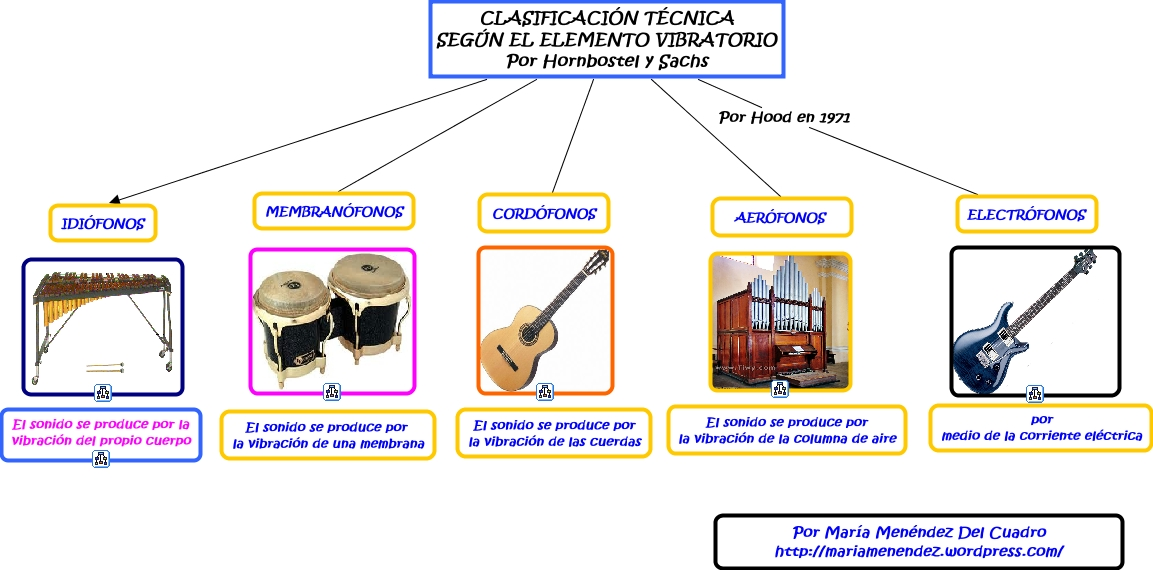 CLASIFICACIÓN TÉCNICA
SEGÚN EL ELEMENTO VIBRATORIO
Por Hornbostel y Sachs
Por Hood en 1971
IDIÓFONOS
MEMBRANÓFONOS
CORDÓFONOS
AERÓFONOS
ELECTRÓFONOS
www.Tiwy.com
El sonido se produce por la
vibración del propio cuerpo
El sonido se produce por
la vibración de una membrana
El sonido se produce por
la vibración de las cuerdas
El sonido se produce por
la vibración de la columna de aire
por
medio de la corriente eléctrica
Por María Menéndez Del Cuadro
http://mariamenendez.wordpress.com/